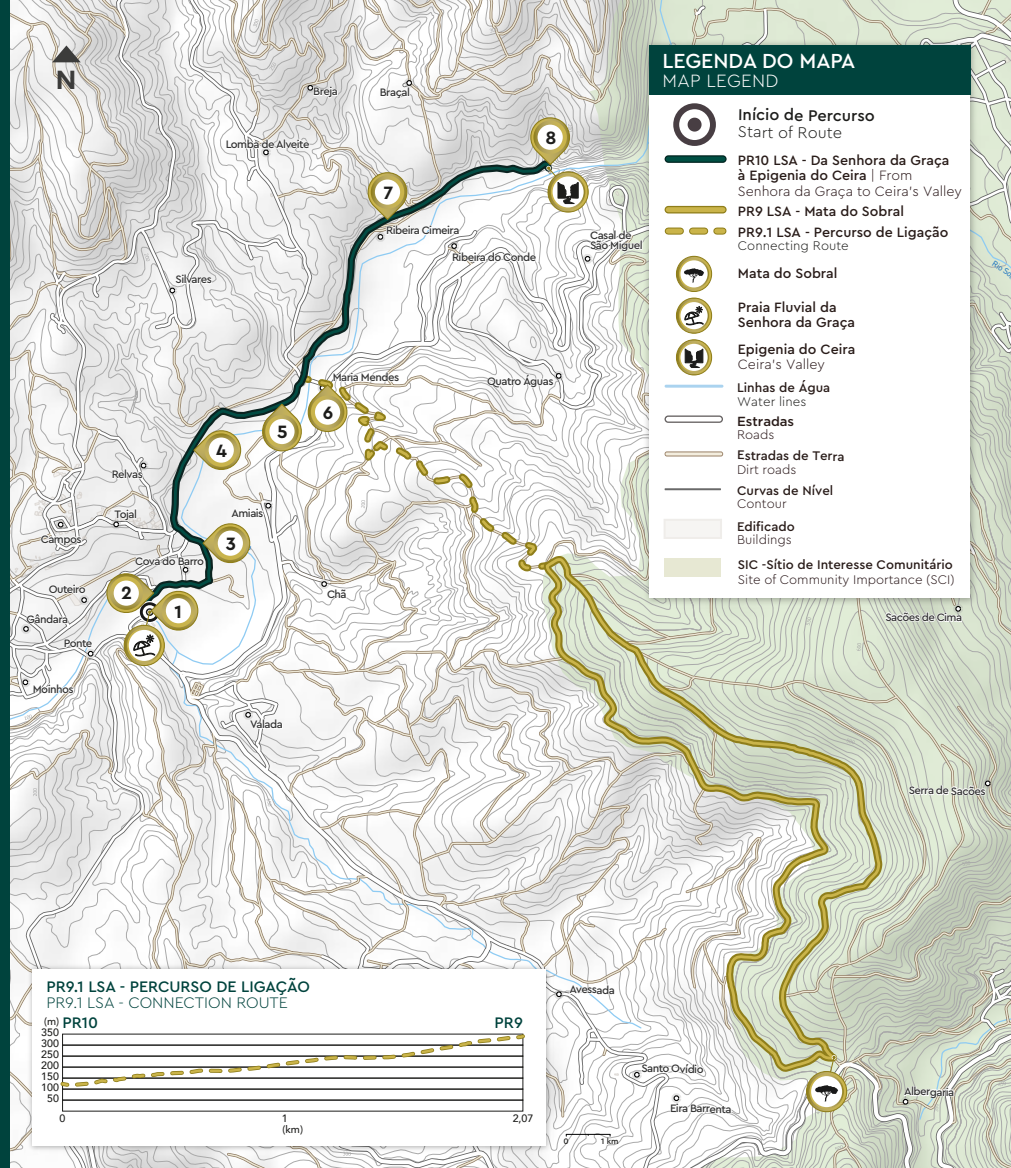 N
Breja
Braçal
Lomba de Alveite
8
7
Ribeira Cimeira
Ribeira do Conde
Casal de
São Miguel
Silvares
Maria Mendes
Quatro Águas
6
5
4
Relvas
Amiais
Tojal
Campos
3
Cova do Barro
Outeiro
2
1
Chã
Gândara
Ponte
Moinhos
Valada
LEGENDA DO MAPA
MAP LEGEND
Início de Percurso
Start of Route
PR10 LSA - Da Senhora da Graça
à Epigenia do Ceira | From
Senhora da Graça to Ceira's Valley
PR9 LSA - Mata do Sobral
PR9.1 LSA - Percurso de Ligação
Connecting Route
Mata do Sobral
Praia Fluvial da
Senhora da Graça
Epigenia do Ceira
Ceira's Valley
Linhas de Água
Water lines
Estradas
Roads
Estradas de Terra
Dirt roads
Curvas de Nível
Contour
Edificado
Buildings
SIC -Sítio de Interesse Comunitário
Site of Community Importance (SCI)
Sacões de Cima
Serra de Sacões
Avessada
Santo Ovídio
Eira Barrenta
Albergaria
0 1 km
PR9.1 LSA - PERCURSO DE LIGAÇÃO
PR9.1 LSA - CONNECTION ROUTE
(m) PR10 PR9
350
300
250
200
150
100
50
0 1 2,07
(km)